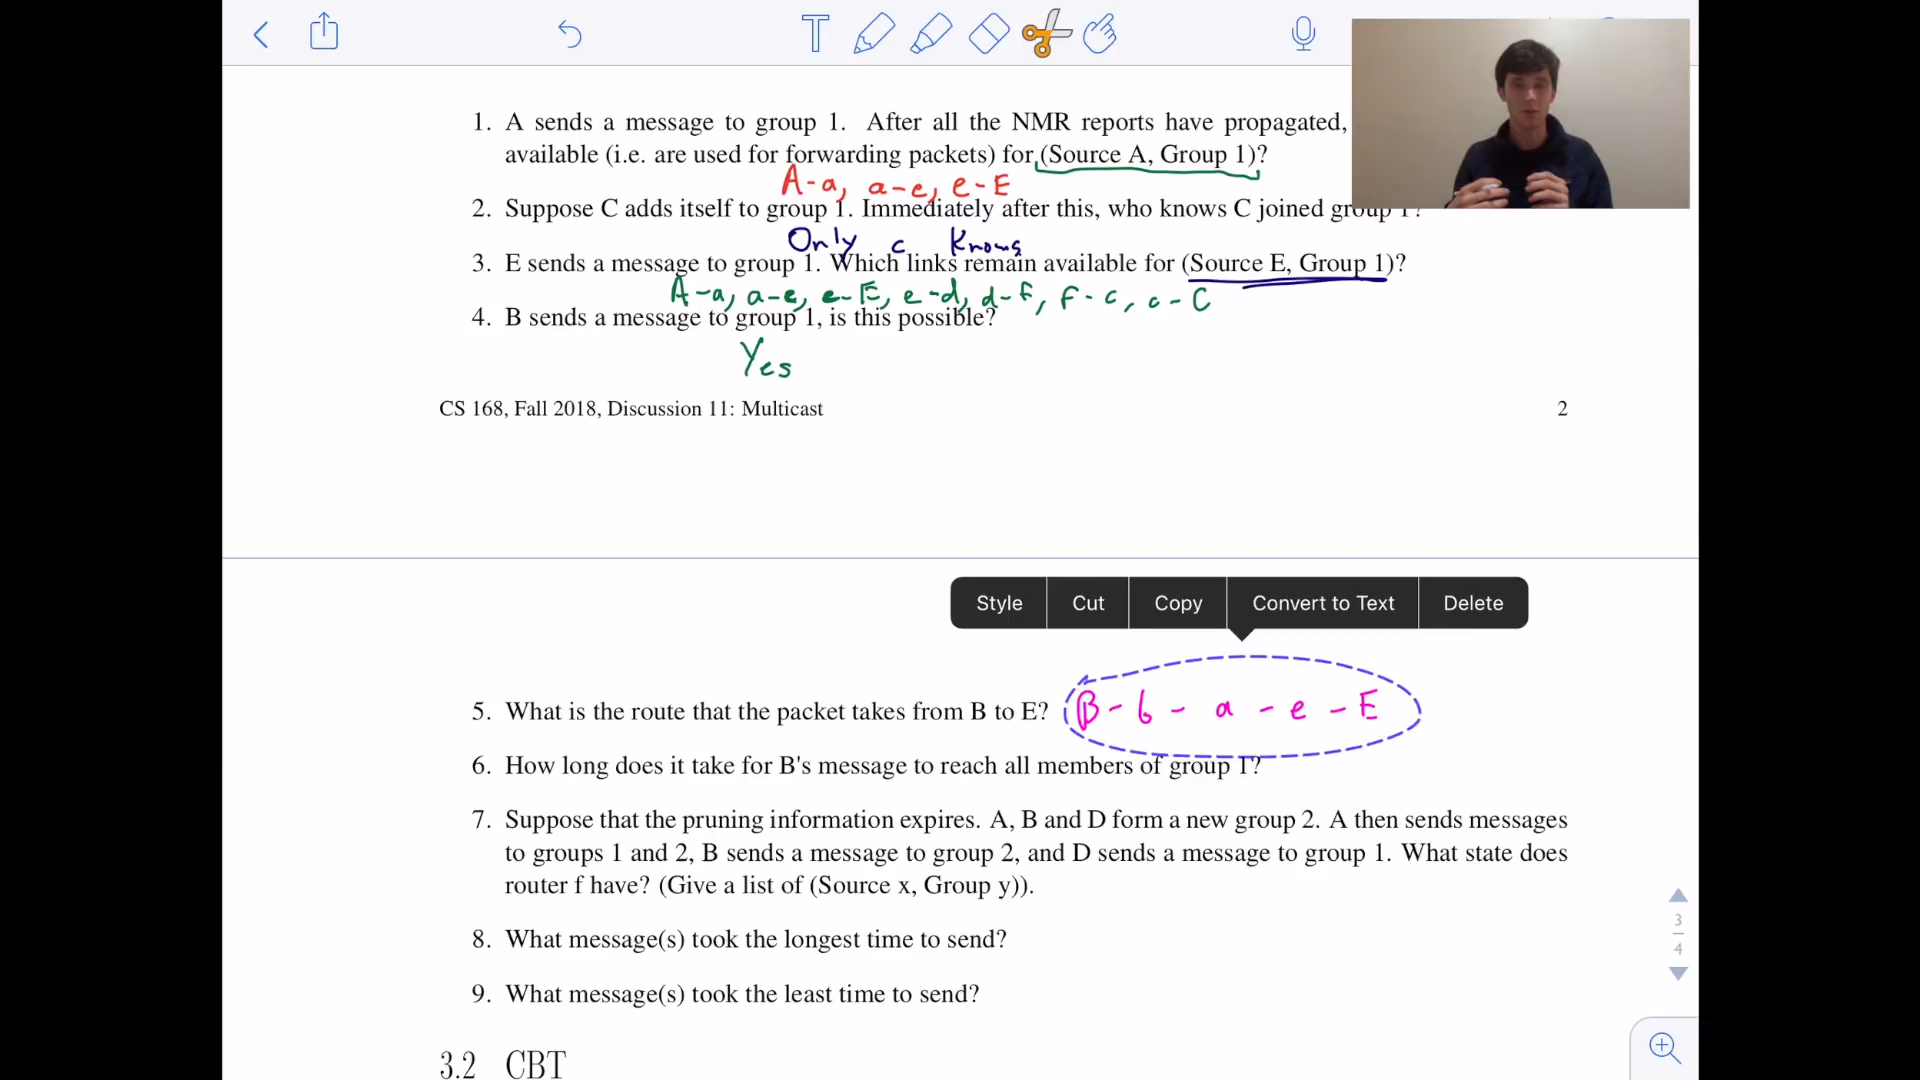 T
1. A sends a message to group 1. After all the NMR reports have propagated,
available (i.e. are used for forwarding packets) for (Source A, Group 1)?
A-a, a-e, e-E
2. Suppose C adds itself to group 1. Immediately after this, who knows C joined group 1?
Only c knows
3. E sends a message to group 1. Which links remain available for (Source E, Group 1)?
A-a, a-e, e-E, e-d, d-f, f-c, c-C
4. B sends a message to group 1, is this possible?
Yes
CS 168, Fall 2018, Discussion 11: Multicast 2
Style Cut Copy Convert to Text Delete
5. What is the route that the packet takes from B to E? B-b-a-e-E
6. How long does it take for B's message to reach all members of group 1?
7. Suppose that the pruning information expires. A, B and D form a new group 2. A then sends messages
to groups 1 and 2, B sends a message to group 2, and D sends a message to group 1. What state does
router f have? (Give a list of (Source x, Group y)).
3
4
8. What message(s) took the longest time to send?
9. What message(s) took the least time to send?
3.2 CBT